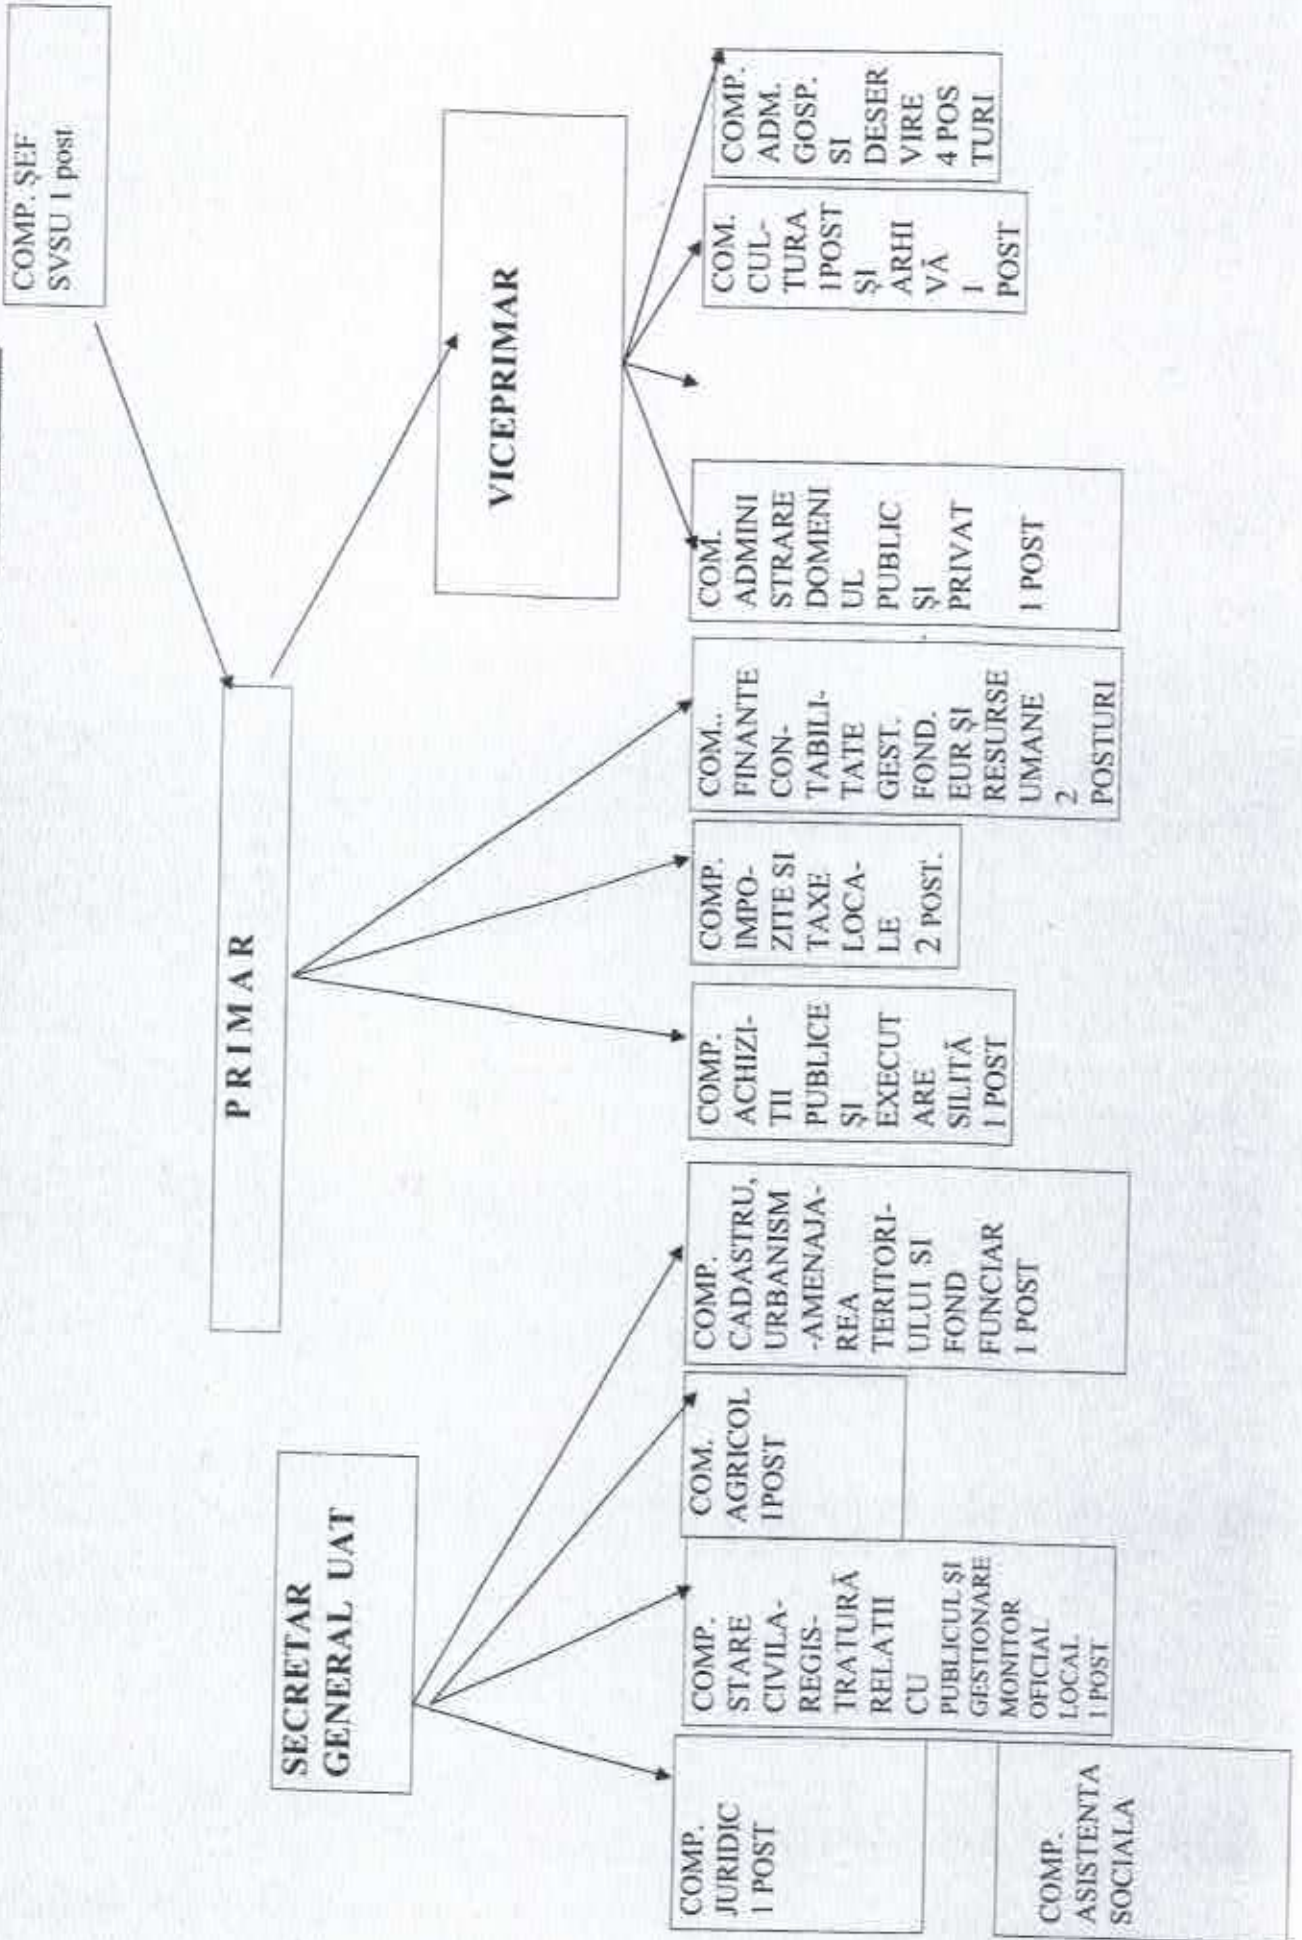 COMP. ŞEF
SVSU 1 post
PRIMAR
SECRETAR
GENERAL UAT
VICEPRIMAR
COMP.
JURIDIC
1 POST
COMP.
STARE
CIVILA-
REGIS-
TRATURĂ
RELATII
CU
PUBLICUL ŞI
GESTIONARE
MONITOR
OFICIAL
LOCAL
1 POST
COM.
AGRICOL
1POST
COMP.
CADASTRU,
URBANISM
-AMENAJA-
REA
TERITORI-
ULUI SI
FOND
FUNCIAR
1 POST
COMP.
ACHIZI-
TII
PUBLICE
ŞI
EXECUT
ARE
SILITĂ
1 POST
COMP.
IMPO-
ZITE SI
TAXE
LOCA-
LE
2 POST.
COM..
FINANTE
CON-
TABILI-
TATE
GEST.
FOND.
EUR ŞI
RESURSE
UMANE
2
POSTURI
COM.
ADMINI
STRARE
DOMENI
UL
PUBLIC
ŞI
PRIVAT
1 POST
COM.
CUL-
TURA
1POST
ŞI
ARHI
VĂ
1
POST
COMP.
ADM.
GOSP.
SI
DESER
VIRE
4 POS
TURI
COMP.
ASISTENTA
SOCIALA